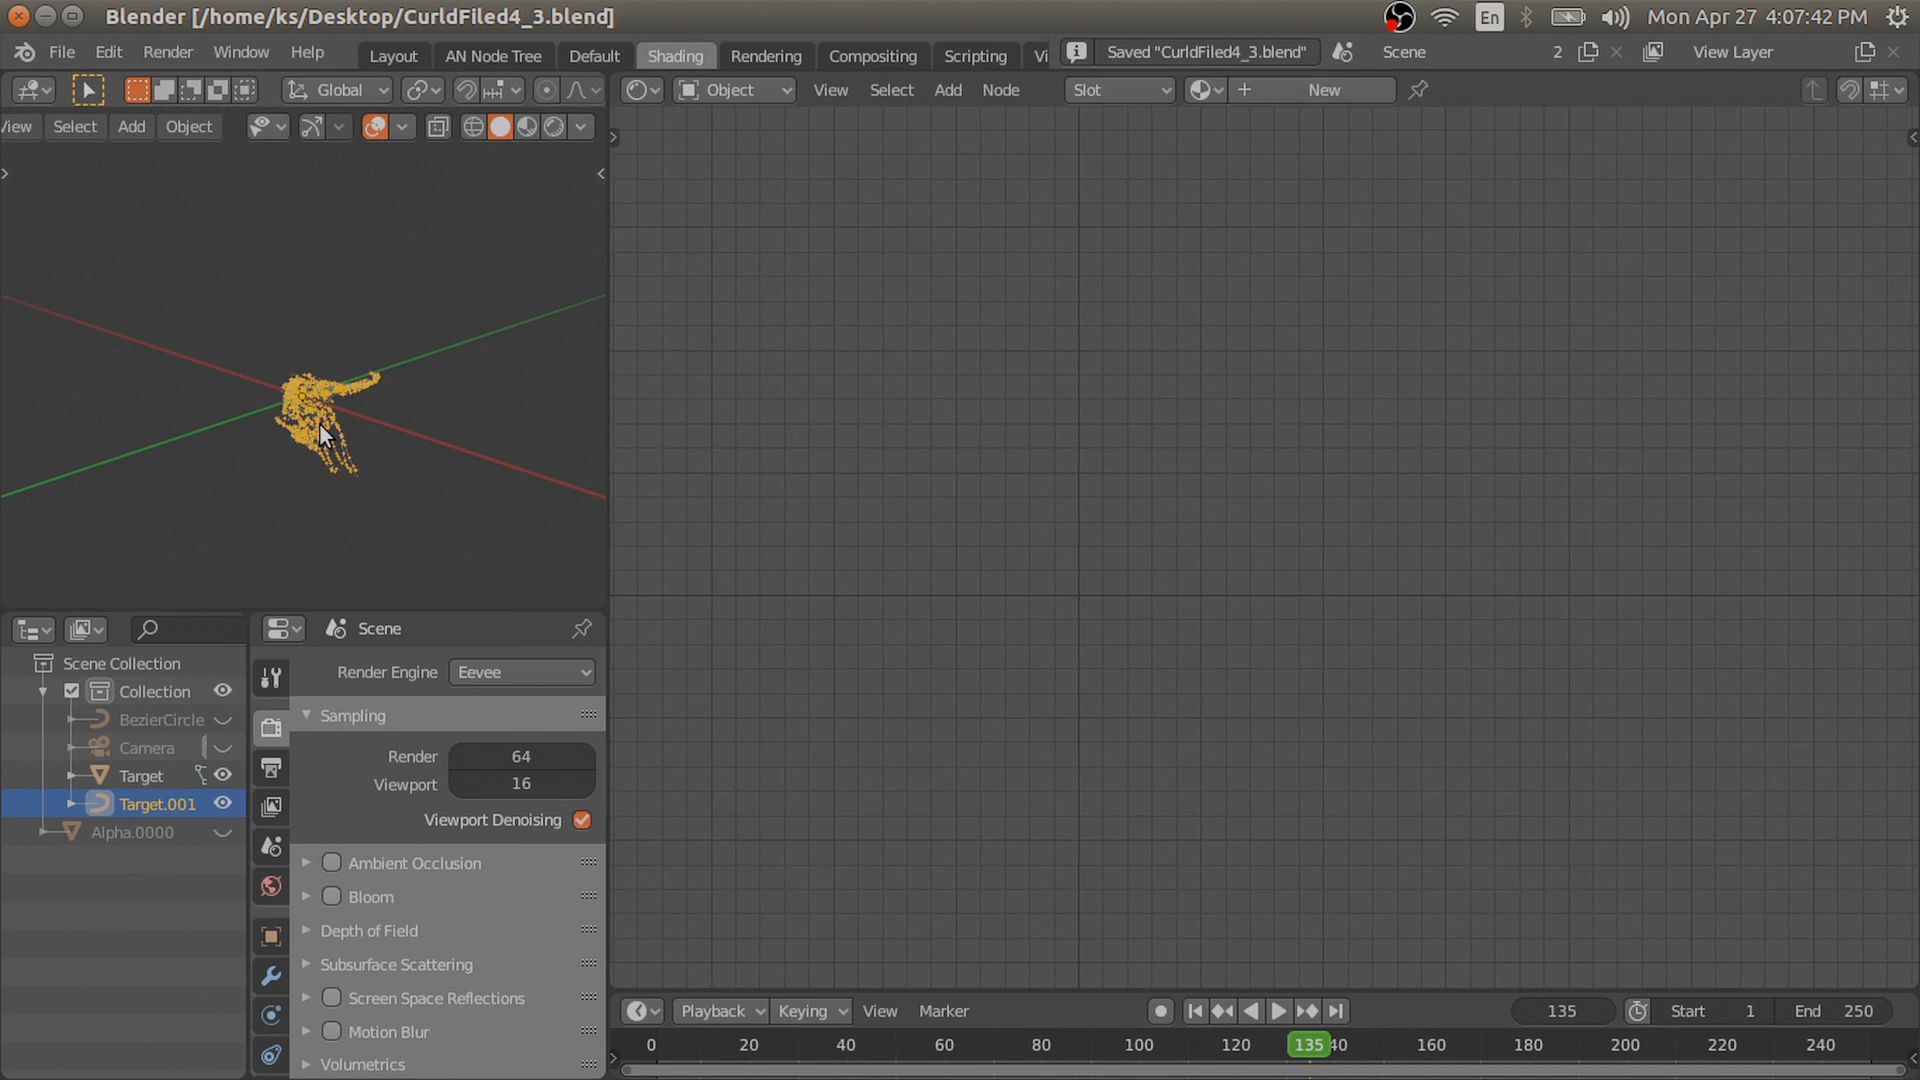 Blender [/home/ks/Desktop/CurldFiled4_3.blend]
En
Mon Apr 27 4:07:42 PM
File Edit Render Window Help
Layout AN Node Tree Default Shading Rendering Compositing Scripting Vi
Saved "CurldFiled4_3.blend"
Scene 2
View Layer
Global
Object View Select Add Node
Slot
New
View Select Add Object
Scene Collection
Collection
BezierCircle
Camera
Target
Target.001
Alpha.0000
Scene
Render Engine Eevee
Sampling
Render 64
Viewport 16
Viewport Denoising
Ambient Occlusion
Bloom
Depth of Field
Subsurface Scattering
Screen Space Reflections
Motion Blur
Volumetrics
Playback Keying View Marker
135
Start 1
End 250
0 20 40 60 80 100 120 135 40 160 180 200 220 240